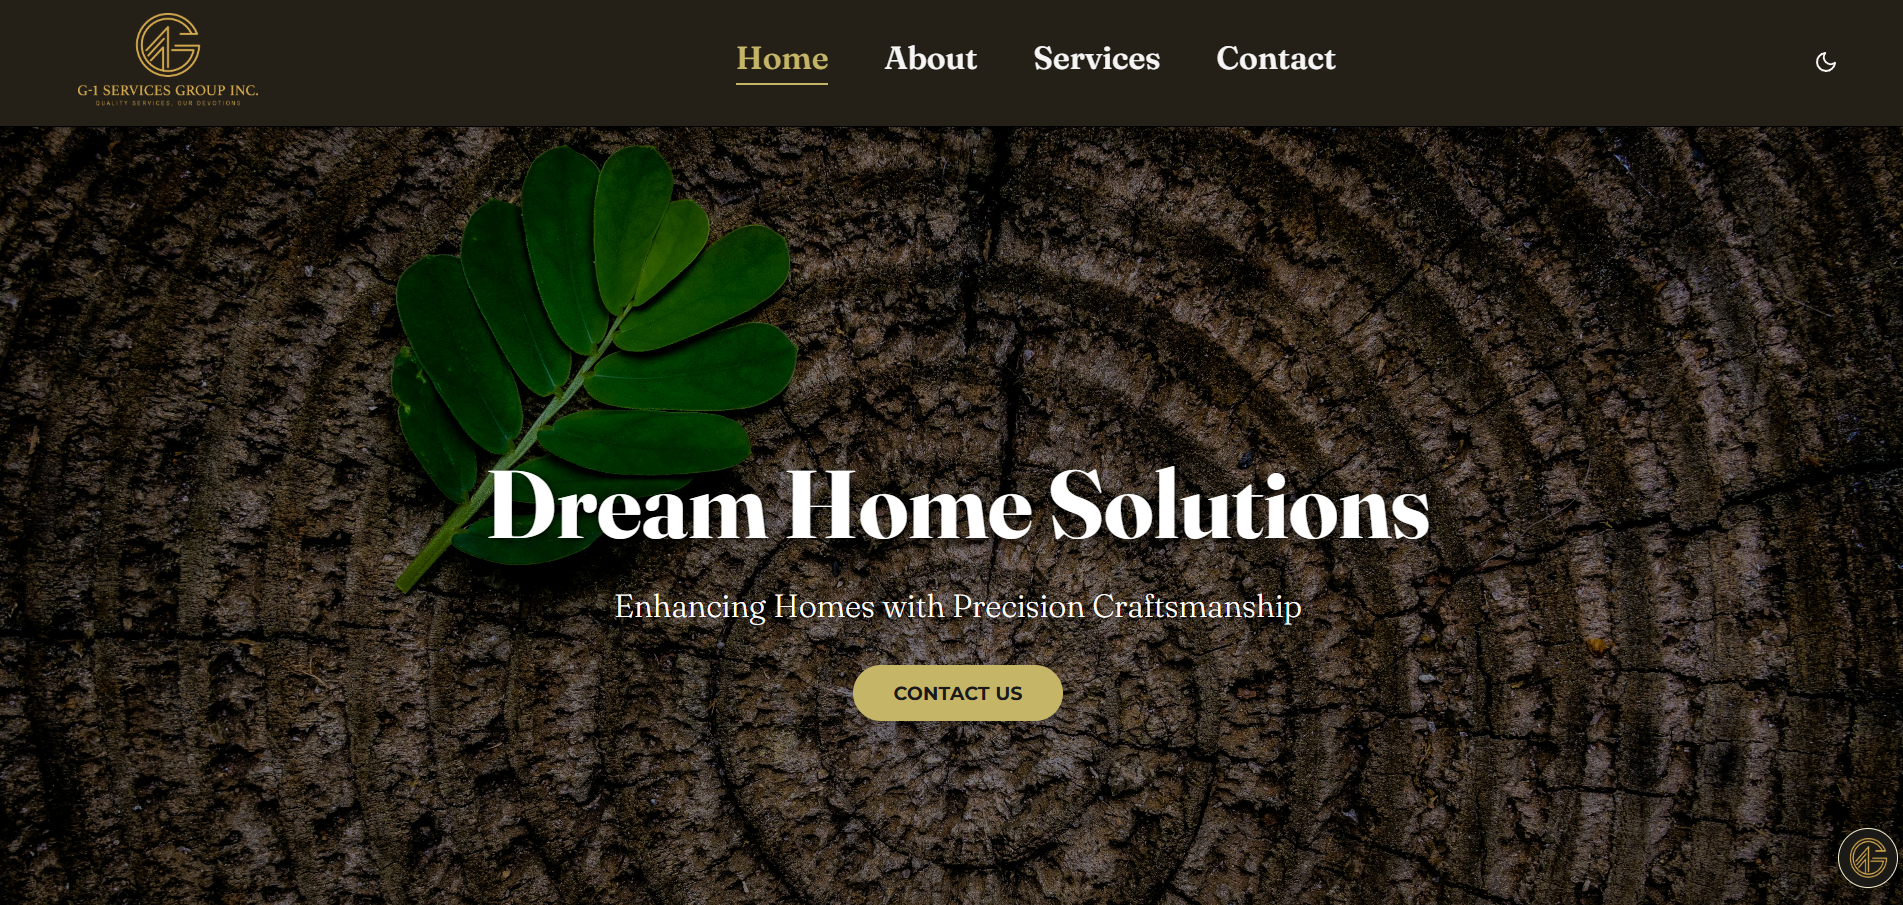 G-1 SERVICES GROUP INC.
QUALITY SERVICES, OUR DEVOTIONS
Home About Services Contact
Dream Home Solutions
Enhancing Homes with Precision Craftsmanship
CONTACT US